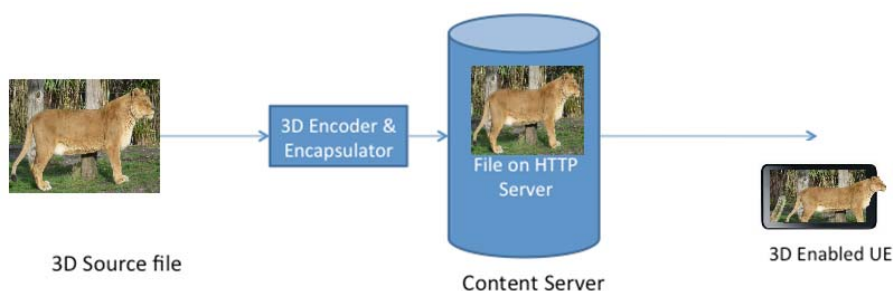 3D Encoder &
Encapsulator
File on HTTP
Server
3D Source file
Content Server
3D Enabled UE